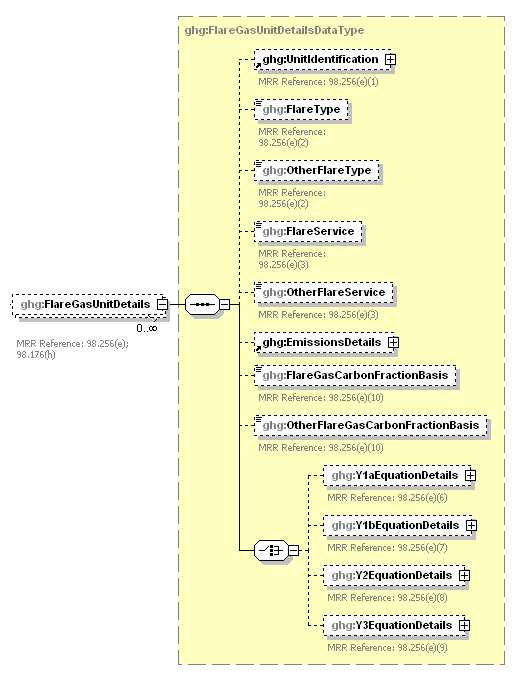 ghg:FlareGasUnitDetailsDataType
ghg:UnitIdentification
MRR Reference: 98.256(e)(1)
ghg:FlareType
MRR Reference:
98.256(e)(2)
ghg:OtherFlareType
MRR Reference:
98.256(e)(2)
ghg:FlareService
MRR Reference:
98.256(e)(3)
ghg:OtherFlareService
MRR Reference: 98.256(e)(3)
ghg:FlareGasUnitDetails
0..∞
MRR Reference: 98.256(e);
98.176(h)
ghg:EmissionsDetails
ghg:FlareGasCarbonFractionBasis
MRR Reference: 98.256(e)(10)
ghg:OtherFlareGasCarbonFractionBasis
MRR Reference: 98.256(e)(10)
ghg:Y1aEquationDetails
MRR Reference: 98.256(e)(6)
ghg:Y1bEquationDetails
MRR Reference: 98.256(e)(7)
ghg:Y2EquationDetails
MRR Reference: 98.256(e)(8)
ghg:Y3EquationDetails
MRR Reference: 98.256(e)(9)